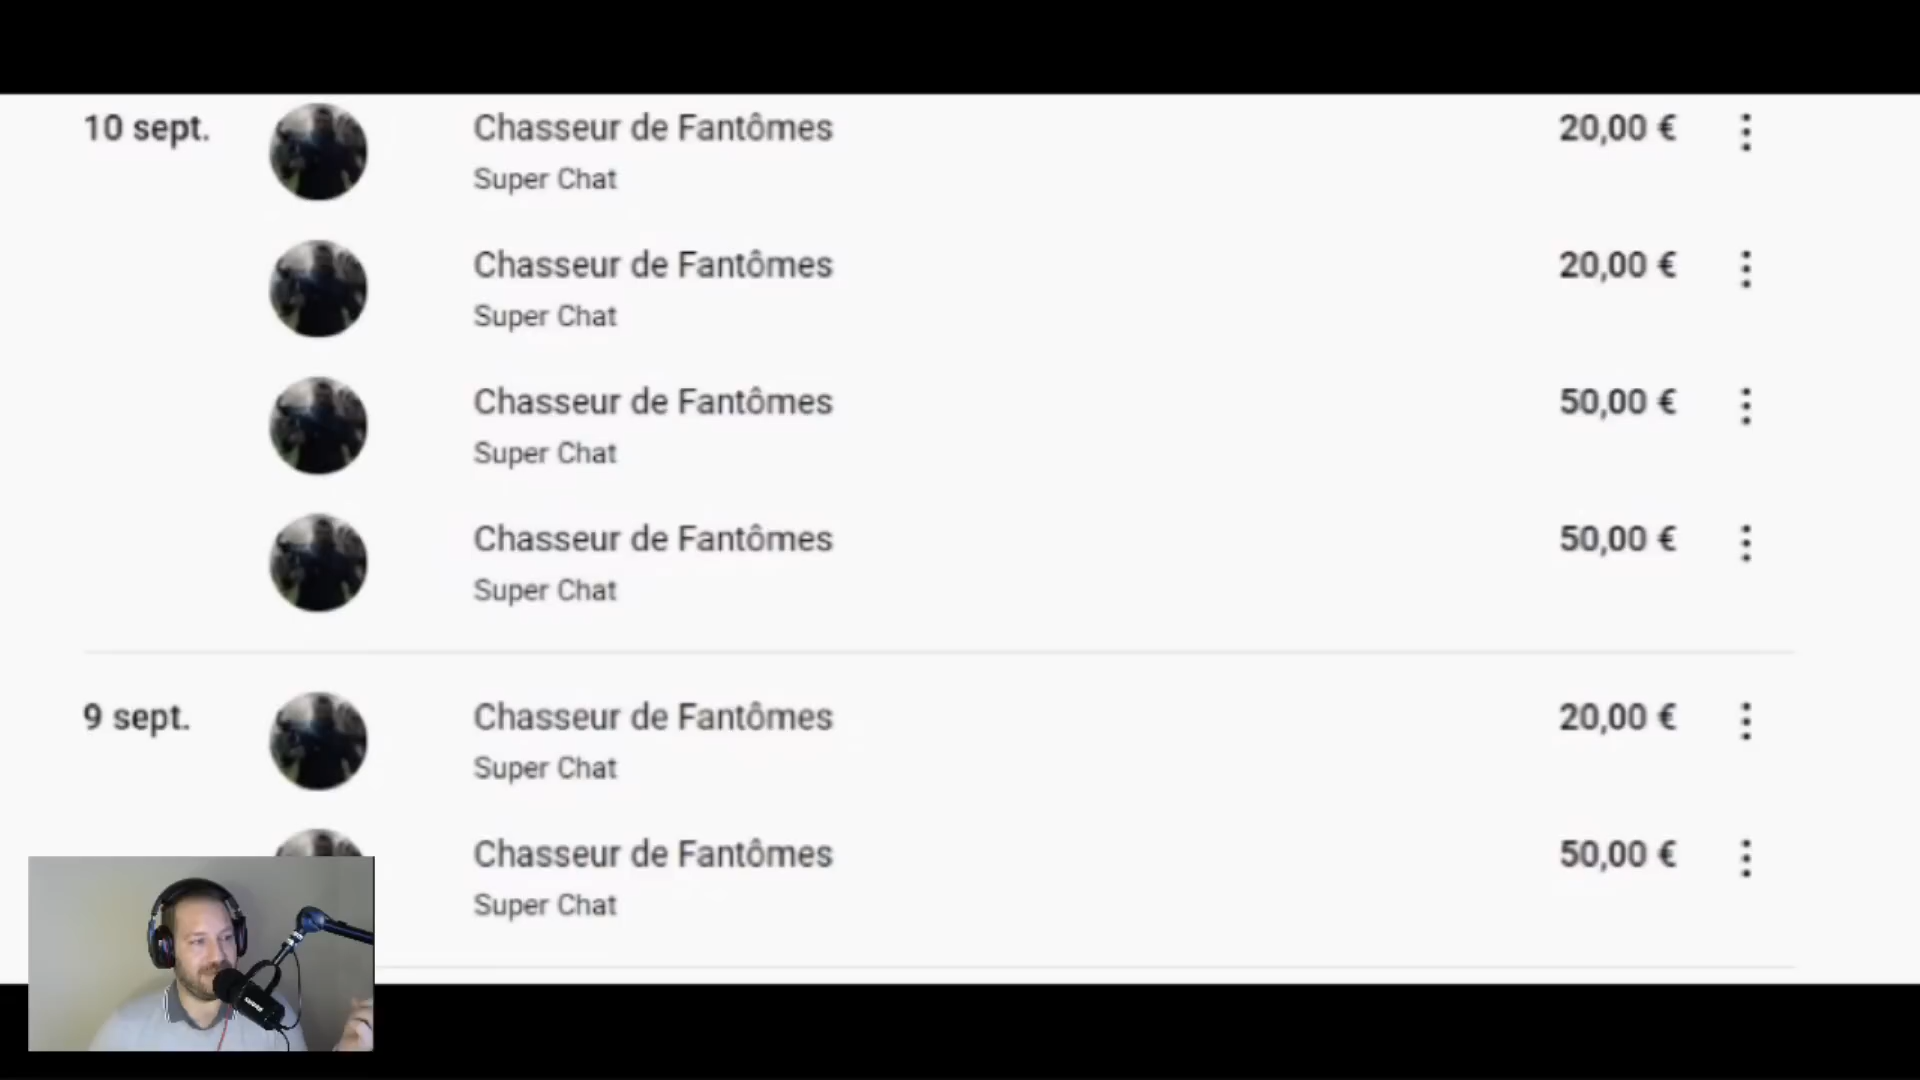 10 sept.
Chasseur de Fantômes
20,00 €
Super Chat
Chasseur de Fantômes
20,00 €
Super Chat
Chasseur de Fantômes
50,00 €
Super Chat
Chasseur de Fantômes
50,00 €
Super Chat
9 sept.
Chasseur de Fantômes
20,00 €
Super Chat
Chasseur de Fantômes
50,00 €
Super Chat